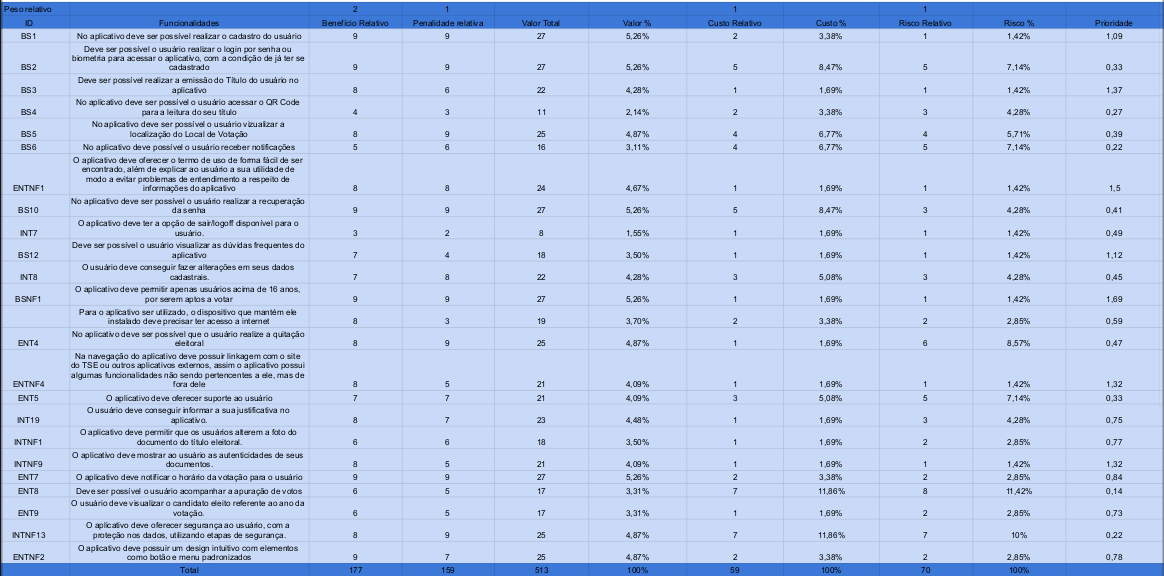 Peso relativo 2 1 1 1
ID Funcionalidades Benefício Relativo Penalidade relativa Valor Total Valor % Custo Relativo Custo % Risco Relativo Risco % Prioridade
BS1 No aplicativo deve ser possível realizar o cadastro do usuário 9 9 27 5,26% 2 3,38% 1 1,42% 1,09
Deve ser possível o usuário realizar o login por senha ou
biometria para acessar o aplicativo, com a condição de já ter se
BS2 cadastrado 9 9 27 5,26% 5 8,47% 5 7,14% 0,33
Deve ser possível realizar a emissão do Título do usuário no
BS3 aplicativo 8 6 22 4,28% 1 1,69% 1 1,42% 1,37
No aplicativo deve ser possível o usuário acessar o QR Code
BS4 para a leitura do seu título 4 3 11 2,14% 2 3,38% 3 4,28% 0,27
No aplicativo deve ser possível o usuário vizualizar a
BS5 localização do Local de Votação 8 9 25 4,87% 4 6,77% 4 5,71% 0,39
BS6 No aplicativo deve possível o usuário receber notificações 5 6 16 3,11% 4 6,77% 5 7,14% 0,22
O aplicativo deve oferecer o termo de uso de forma fácil de ser
encontrado, além de explicar ao usuário a sua utilidade de
modo a evitar problemas de entendimento a respeito de
ENTNF1 informações do aplicativo 8 8 24 4,67% 1 1,69% 1 1,42% 1,5
No aplicativo deve ser possível o usuário realizar a recuperação
BS10 da senha 9 9 27 5,26% 5 8,47% 3 4,28% 0,41
O aplicativo deve ter a opção de sair/logoff disponível para o
INT7 usuário. 3 2 8 1,55% 1 1,69% 1 1,42% 0,49
Deve ser possível o usuário visualizar as dúvidas frequentes do
BS12 aplicativo 7 4 18 3,50% 1 1,69% 1 1,42% 1,12
O usuário deve conseguir fazer alterações em seus dados
INT8 cadastrais. 7 8 22 4,28% 3 5,08% 3 4,28% 0,45
O aplicativo deve permitir apenas usuários acima de 16 anos,
BSNF1 por serem aptos a votar 9 9 27 5,26% 1 1,69% 1 1,42% 1,69
Para o aplicativo ser utilizado, o dispositivo que mantém ele
instalado deve precisar ter acesso a internet 8 3 19 3,70% 2 3,38% 2 2,85% 0,59
No aplicativo deve ser possível que o usuário realize a quitação
ENT4 eleitoral 8 9 25 4,87% 1 1,69% 6 8,57% 0,47
Na navegação do aplicativo deve possuir linkagem com o site
do TSE ou outros aplicativos externos, assim o aplicativo possui
algumas funcionalidades não sendo pertencentes a ele, mas de
ENTNF4 fora dele 8 5 21 4,09% 1 1,69% 1 1,42% 1,32
ENT5 O aplicativo deve oferecer suporte ao usuário 7 7 21 4,09% 3 5,08% 5 7,14% 0,33
O usuário deve conseguir informar a sua justificativa no
INT19 aplicativo. 8 7 23 4,48% 1 1,69% 3 4,28% 0,75
O aplicativo deve permitir que os usuários alterem a foto do
INTNF1 documento do título eleitoral. 6 6 18 3,50% 1 1,69% 2 2,85% 0,77
O aplicativo deve mostrar ao usuário as autenticidades de seus
INTNF9 documentos. 8 5 21 4,09% 1 1,69% 1 1,42% 1,32
ENT7 O aplicativo deve notificar o horário da votação para o usuário 9 9 27 5,26% 2 3,38% 2 2,85% 0,84
ENT8 Deve ser possível o usuário acompanhar a apuração de votos 6 5 17 3,31% 7 11,86% 8 11,42% 0,14
O usuário deve visualizar o candidato eleito referente ao ano da
ENT9 votação. 6 5 17 3,31% 1 1,69% 2 2,85% 0,73
O aplicativo deve oferecer segurança ao usuário, com a
INTNF13 proteção nos dados, utilizando etapas de segurança. 8 9 25 4,87% 7 11,86% 7 10% 0,22
O aplicativo deve possuir um design intuitivo com elementos
ENTNF2 como botão e menu padronizados 9 7 25 4,87% 2 3,38% 2 2,85% 0,78
Total 177 159 513 100% 59 100% 70 100%